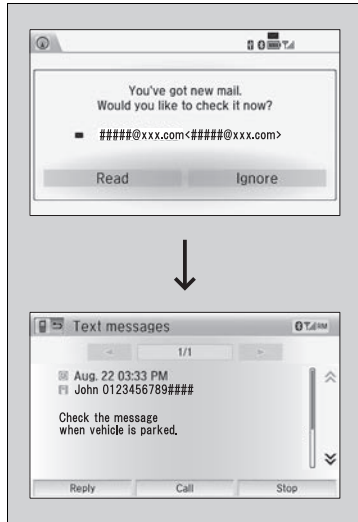 You've got new mail.
Would you like to check it now?
#####@xxx.com<#####@xxx.com>
Read Ignore
Text messages
1/1
Aug. 22 03:33 PM
John 0123456789####
Check the message
when vehicle is parked.
Reply Call Stop